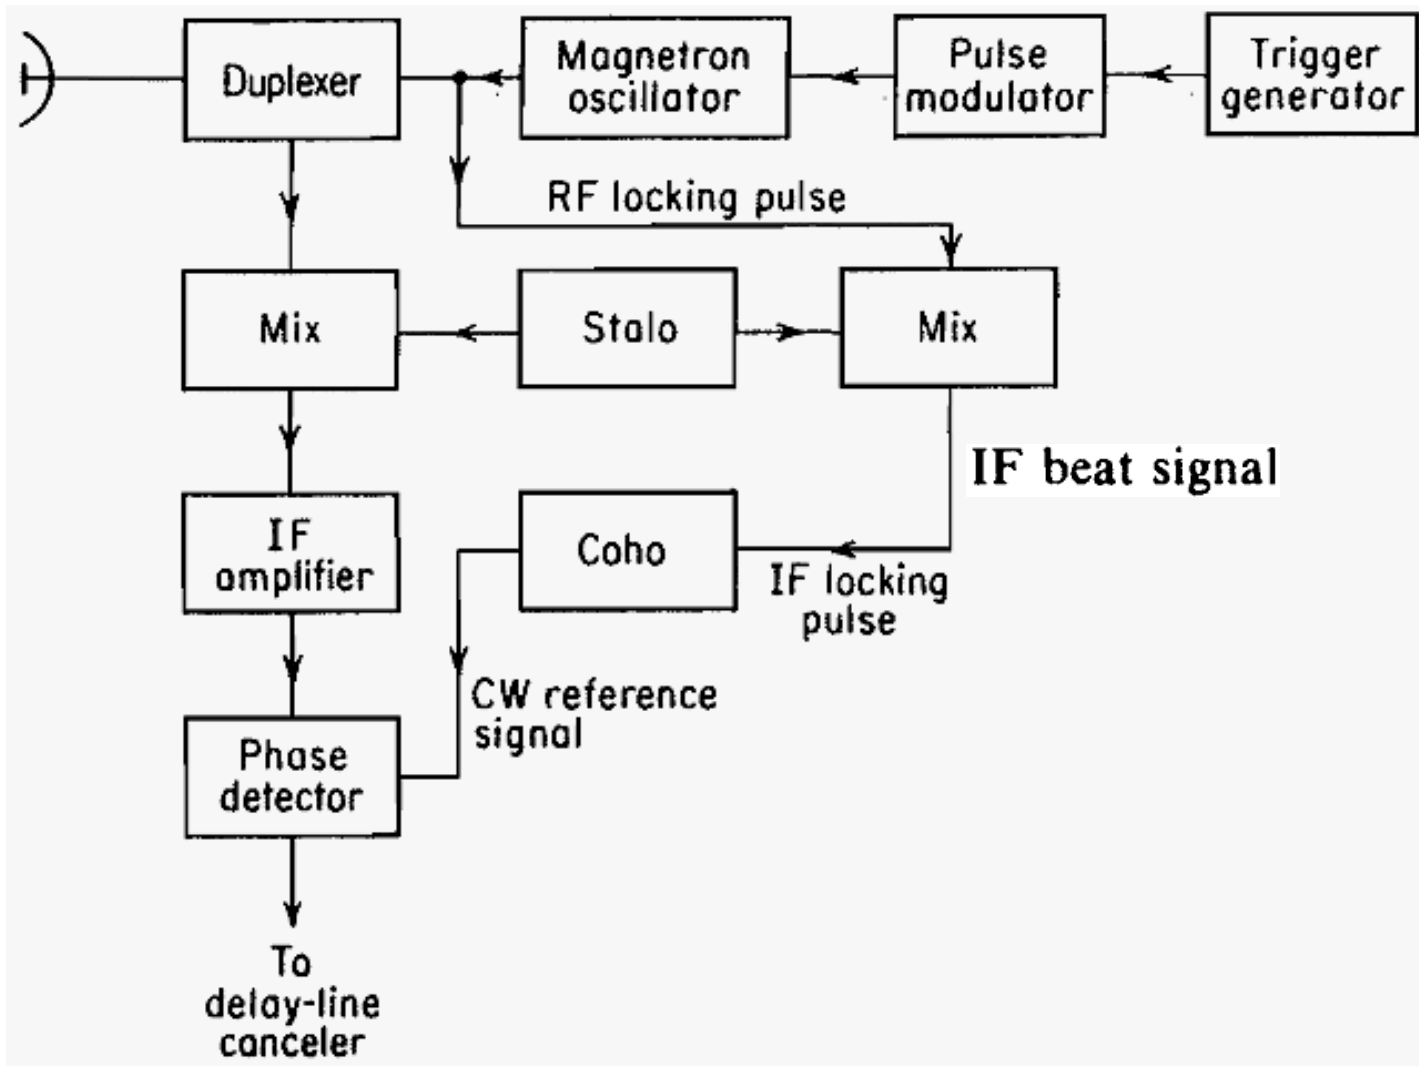 Duplexer
Magnetron
oscillator
Pulse
modulator
Trigger
generator
RF locking pulse
Mix
Stalo
Mix
IF beat signal
IF
amplifier
Coho
IF locking
pulse
CW reference
signal
Phase
detector
To
delay-line
canceler